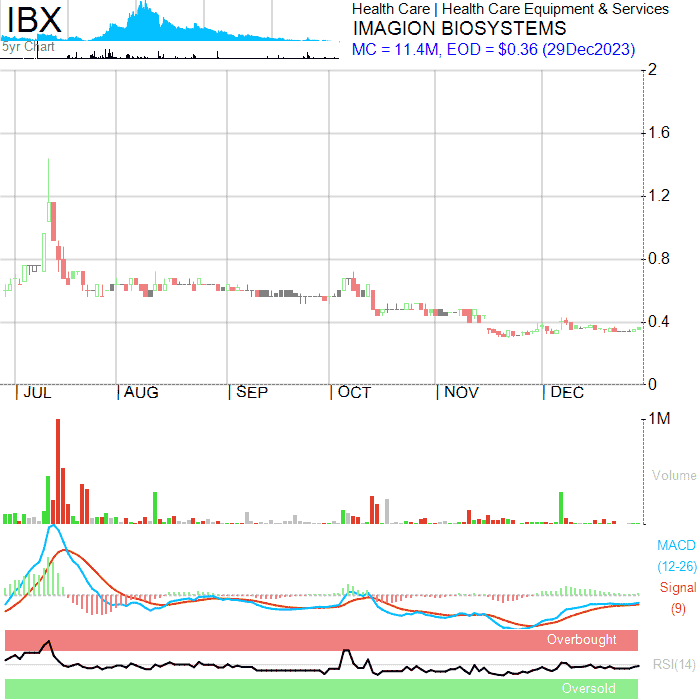 IBX
5yr Chart
Health Care | Health Care Equipment & Services
IMAGION BIOSYSTEMS
MC = 11.4M, EOD = $0.36 (29Dec2023)
2
1.6
1.2
0.8
0.4
0
JUL AUG SEP OCT NOV DEC
1M
Volume
MACD
(12-26)
Signal
(9)
Overbought
RSI(14)
Oversold